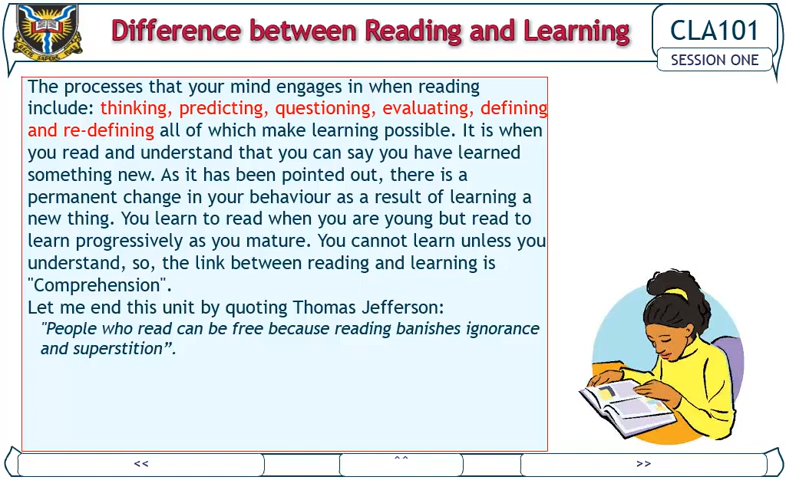 Difference between Reading and Learning
CLA101
SESSION ONE
The processes that your mind engages in when reading
include: thinking, predicting, questioning, evaluating, defining
and re-defining all of which make learning possible. It is when
you read and understand that you can say you have learned
something new. As it has been pointed out, there is a
permanent change in your behaviour as a result of learning a
new thing. You learn to read when you are young but read to
learn progressively as you mature. You cannot learn unless you
understand, so, the link between reading and learning is
"Comprehension".
Let me end this unit by quoting Thomas Jefferson:
"People who read can be free because reading banishes ignorance
and superstition”.
<<
^^
>>